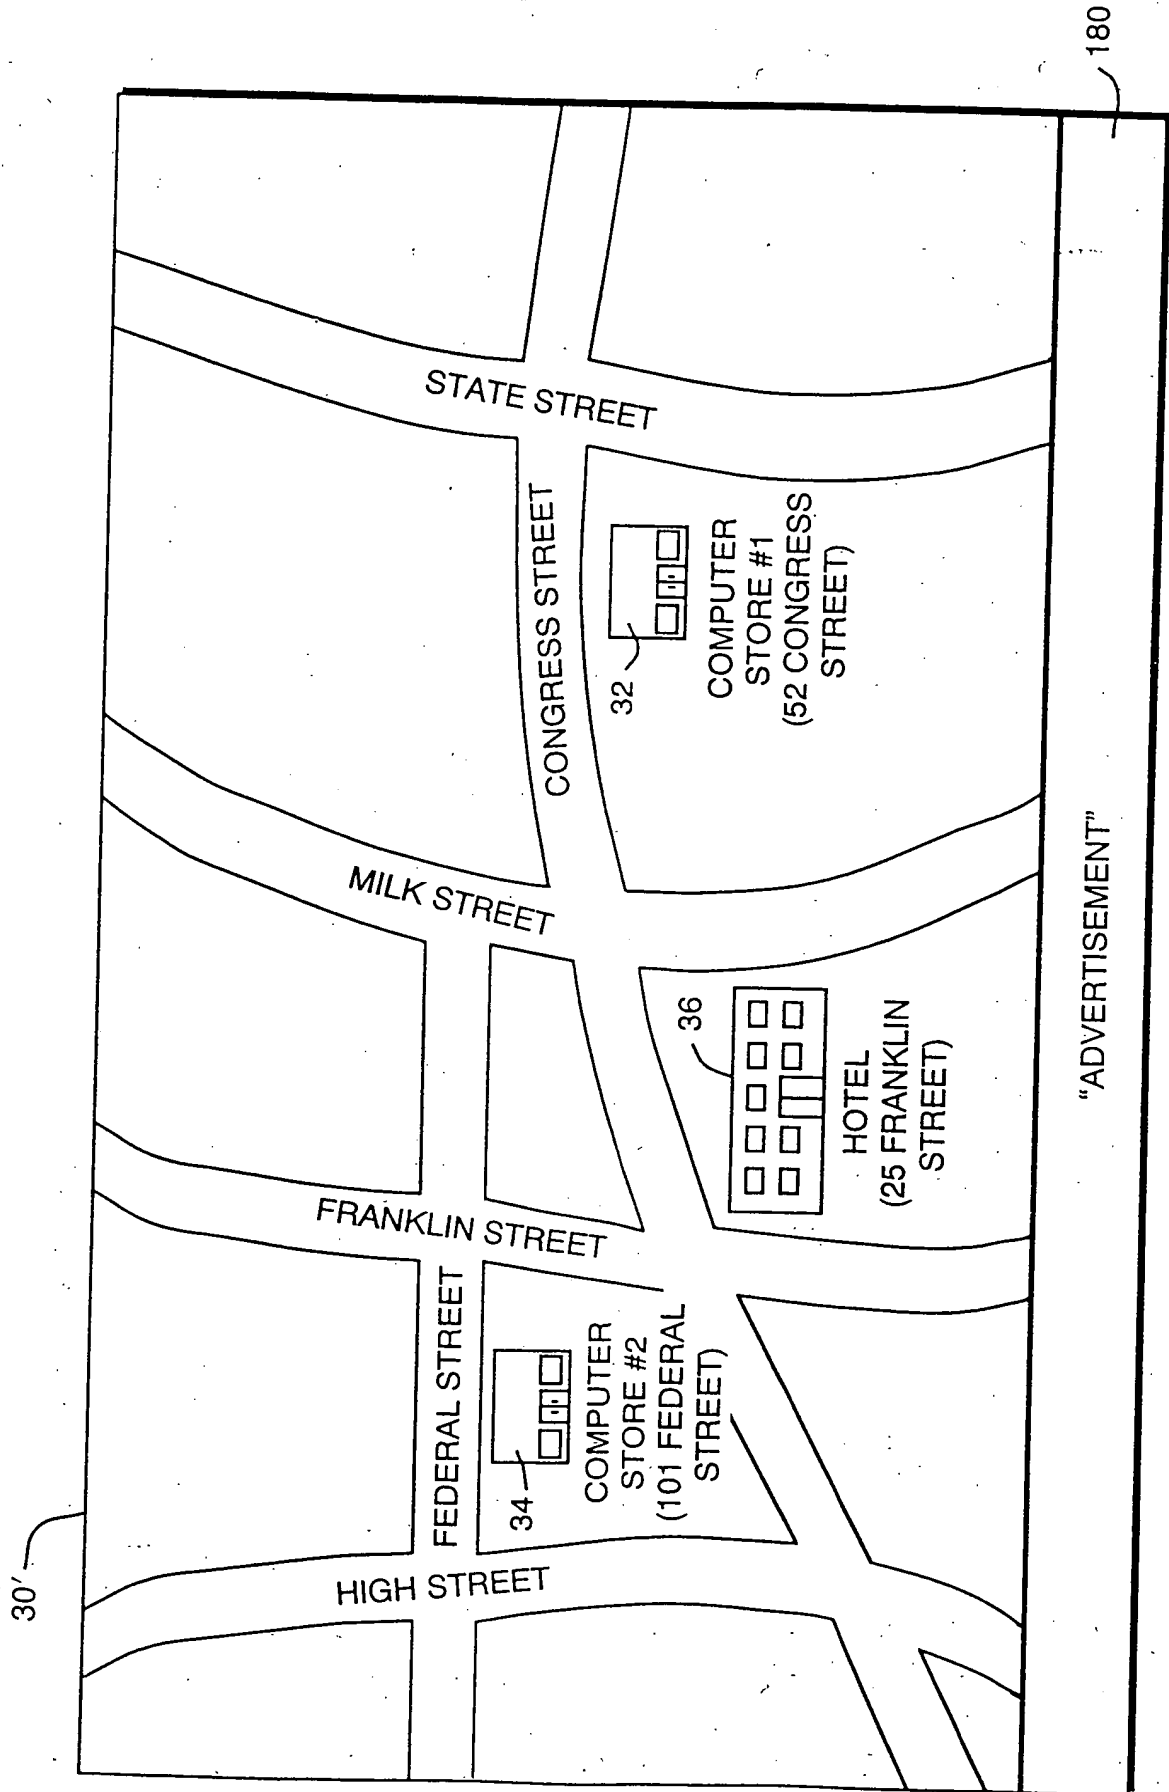 30′
HIGH STREET
FEDERAL STREET
34
COMPUTER
STORE #2
(101 FEDERAL
STREET)
FRANKLIN STREET
36
HOTEL
(25 FRANKLIN
STREET)
MILK STREET
CONGRESS STREET
32
COMPUTER
STORE #1
(52 CONGRESS
STREET)
STATE STREET
"ADVERTISEMENT"
180